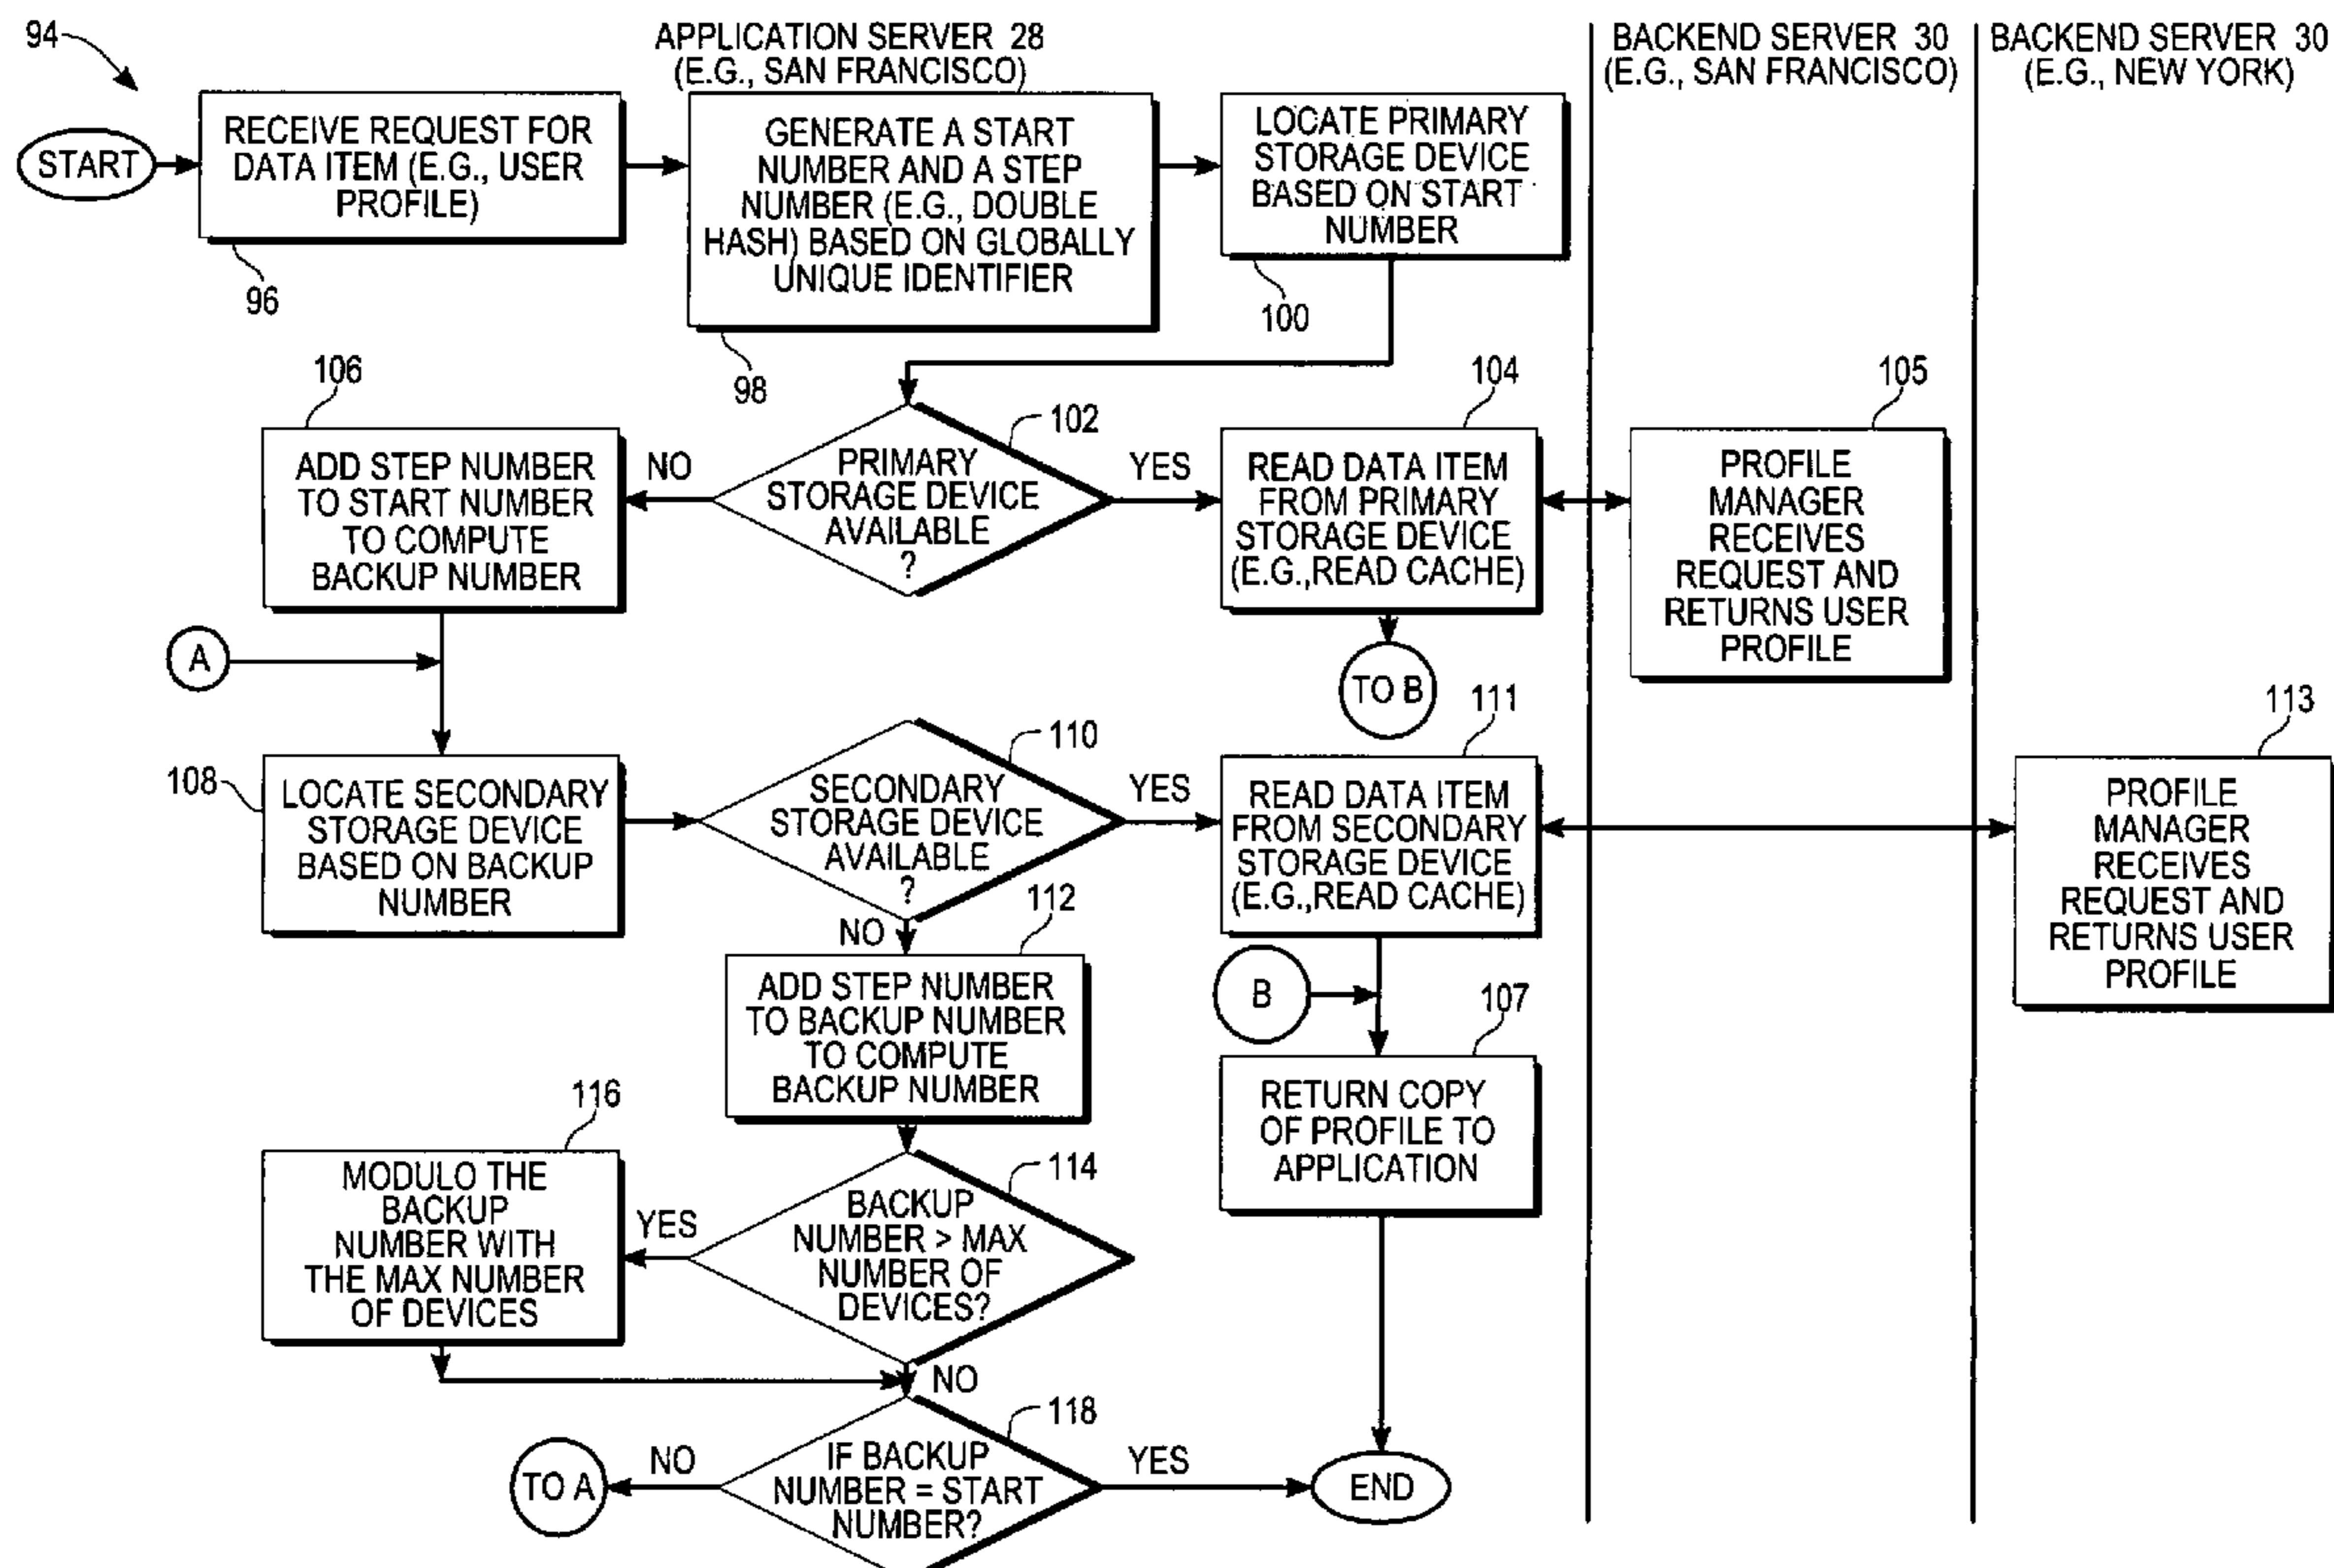 94
APPLICATION SERVER 28
(E.G., SAN FRANCISCO)
BACKEND SERVER 30
(E.G., SAN FRANCISCO)
BACKEND SERVER 30
(E.G., NEW YORK)
START
RECEIVE REQUEST FOR
DATA ITEM (E.G., USER
PROFILE)
96
GENERATE A START
NUMBER AND A STEP
NUMBER (E.G., DOUBLE
HASH) BASED ON GLOBALLY
UNIQUE IDENTIFIER
98
LOCATE PRIMARY
STORAGE DEVICE
BASED ON START
NUMBER
100
106
ADD STEP NUMBER
TO START NUMBER
TO COMPUTE
BACKUP NUMBER
NO
102
PRIMARY
STORAGE DEVICE
AVAILABLE
?
YES
104
READ DATA ITEM
FROM PRIMARY
STORAGE DEVICE
(E.G.,READ CACHE)
105
PROFILE
MANAGER
RECEIVES
REQUEST AND
RETURNS USER
PROFILE
A
TO B
108
LOCATE SECONDARY
STORAGE DEVICE
BASED ON BACKUP
NUMBER
110
SECONDARY
STORAGE DEVICE
AVAILABLE
?
YES
NO
111
READ DATA ITEM
FROM SECONDARY
STORAGE DEVICE
(E.G.,READ CACHE)
113
PROFILE
MANAGER
RECEIVES
REQUEST AND
RETURNS USER
PROFILE
112
ADD STEP NUMBER
TO BACKUP NUMBER
TO COMPUTE
BACKUP NUMBER
B
107
RETURN COPY
OF PROFILE TO
APPLICATION
116
MODULO THE
BACKUP
NUMBER WITH
THE MAX NUMBER
OF DEVICES
YES
114
BACKUP
NUMBER > MAX
NUMBER OF
DEVICES?
NO
118
TO A
NO
IF BACKUP
NUMBER = START
NUMBER?
YES
END